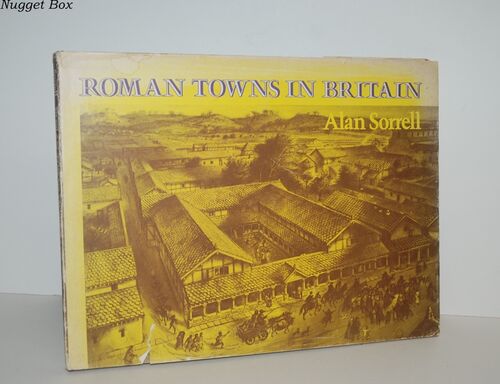 Nugget Box
ROMAN TOWNS IN BRITAIN
Alan Sorrell